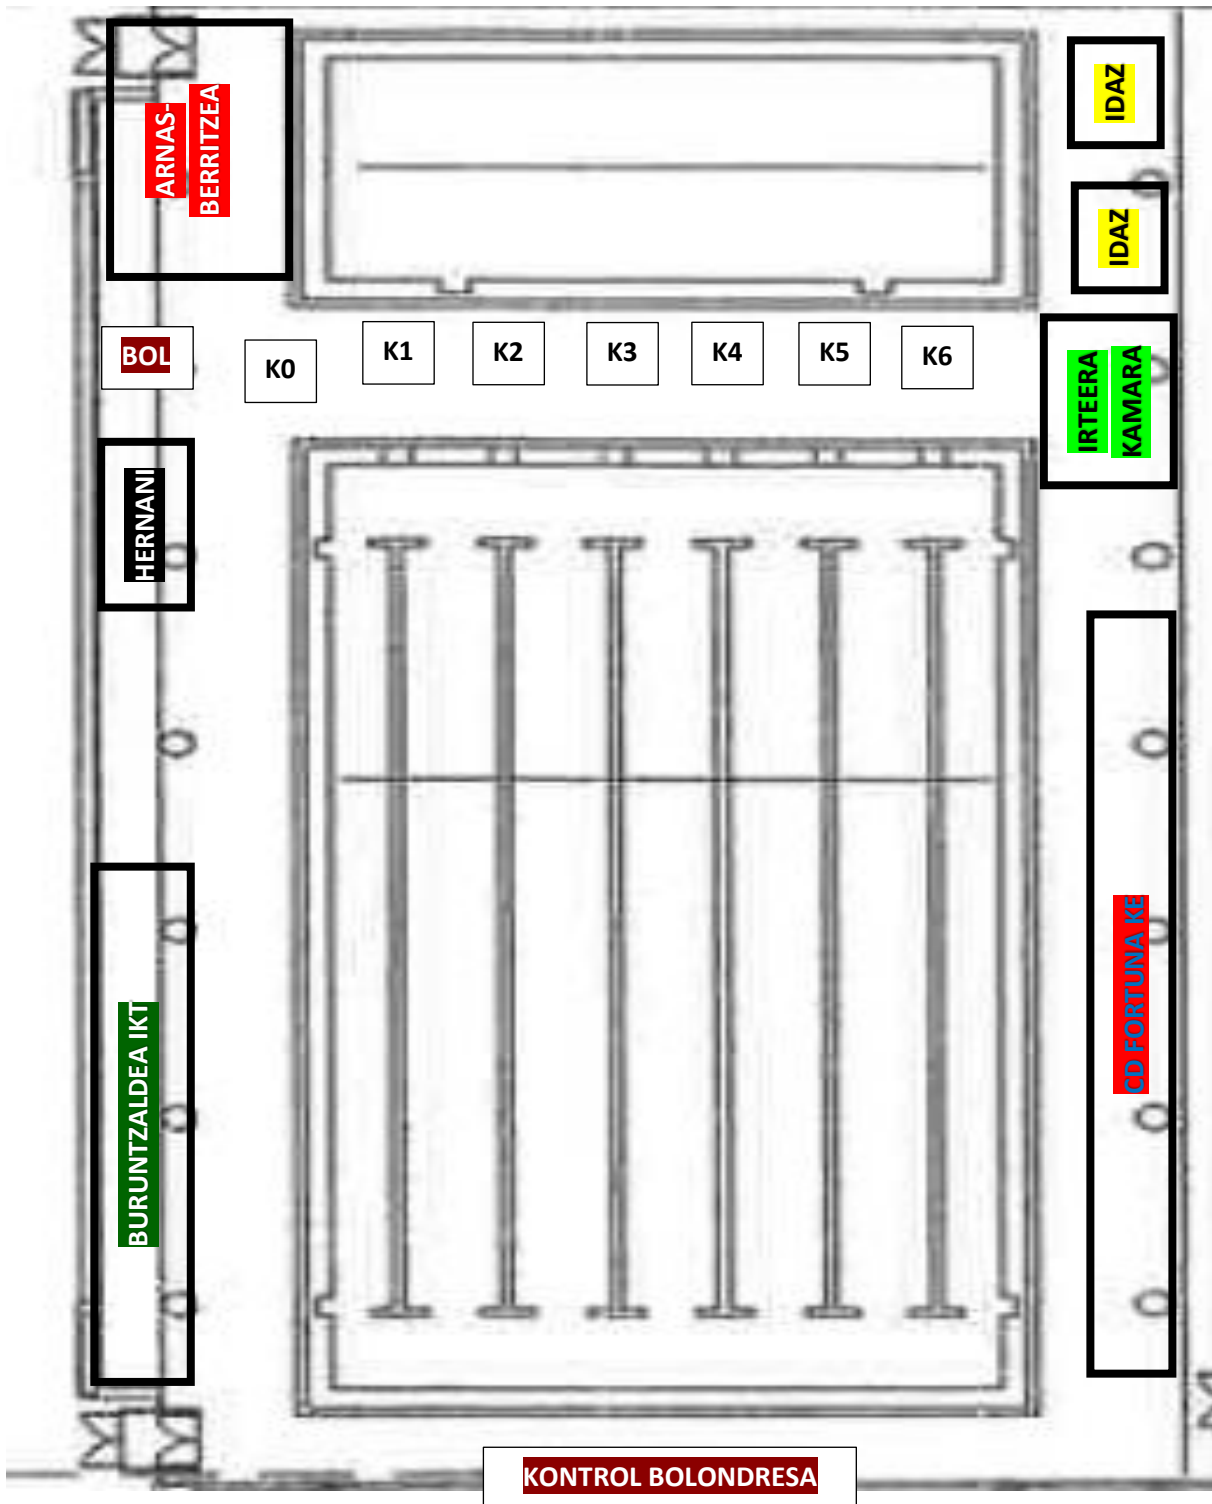 ARNAS-
BERRITZEA
IDAZ
IDAZ
BOL
K0
K1
K2
K3
K4
K5
K6
IRTEERA
KAMARA
HERNANI
BURUNTZALDEA IKT
CD FORTUNA KE
KONTROL BOLONDRESA